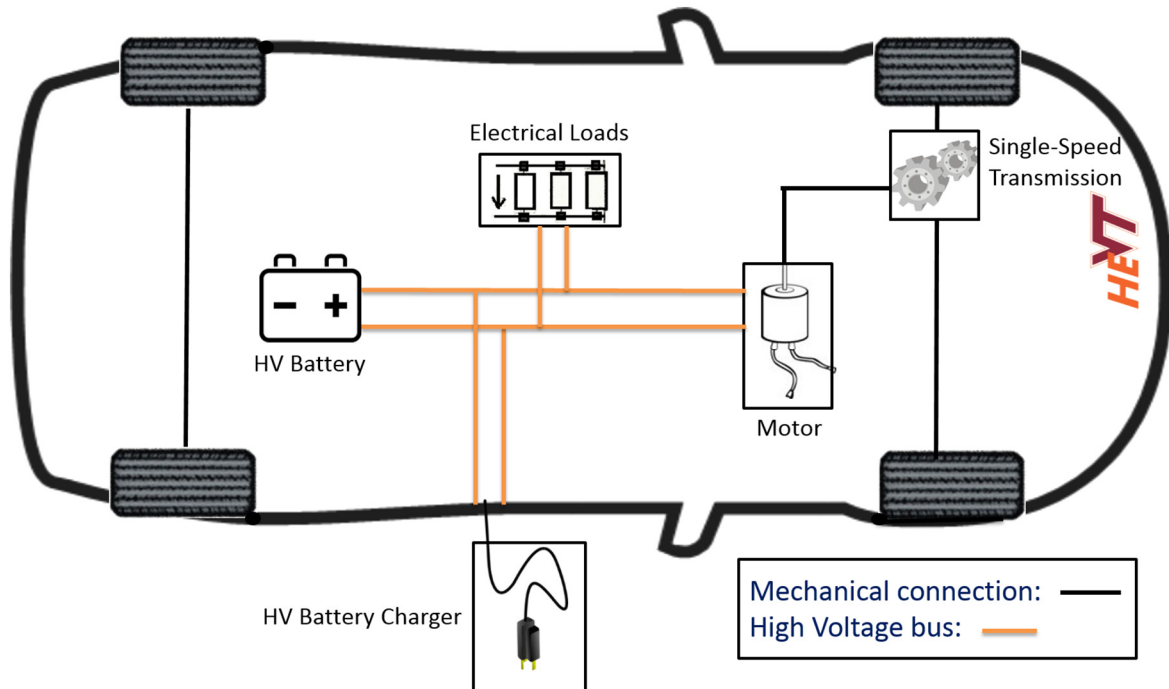 Electrical Loads
Single-Speed
Transmission
HEVT
HV Battery
Motor
HV Battery Charger
Mechanical connection:
High Voltage bus: